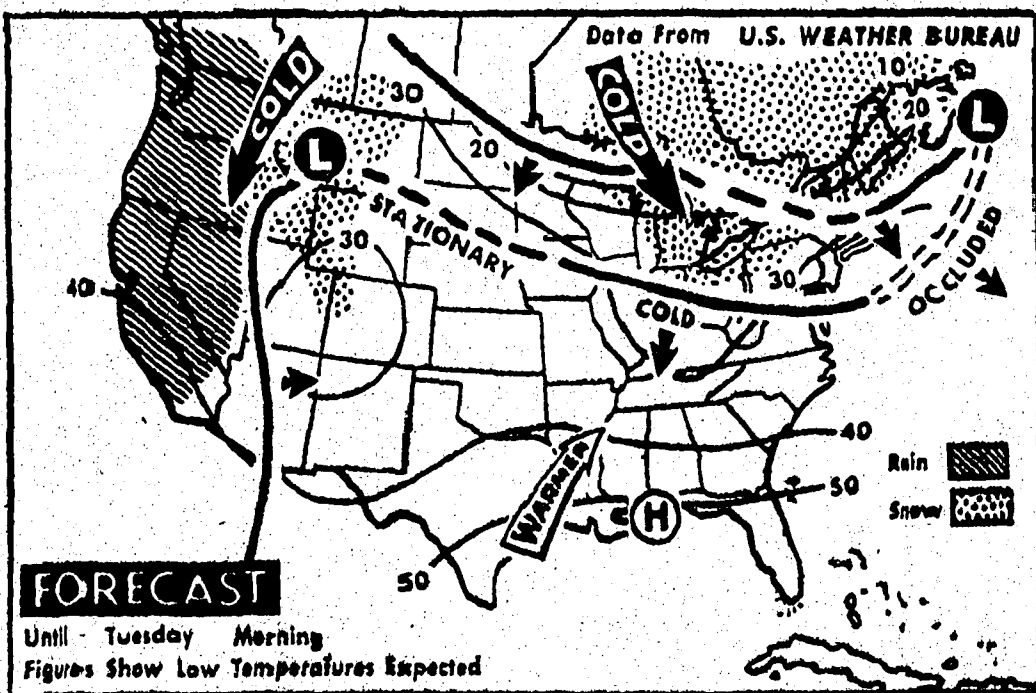 Data From U.S. WEATHER BUREAU
10
COLD
COLD
30
20
L
L
20
STATIONARY
30
OCCLUDED
30
40
COLD
40
Rain
WARMER
50
Snow
H
50
FORECAST
Until - Tuesday Morning
Figures Show Low Temperatures Expected